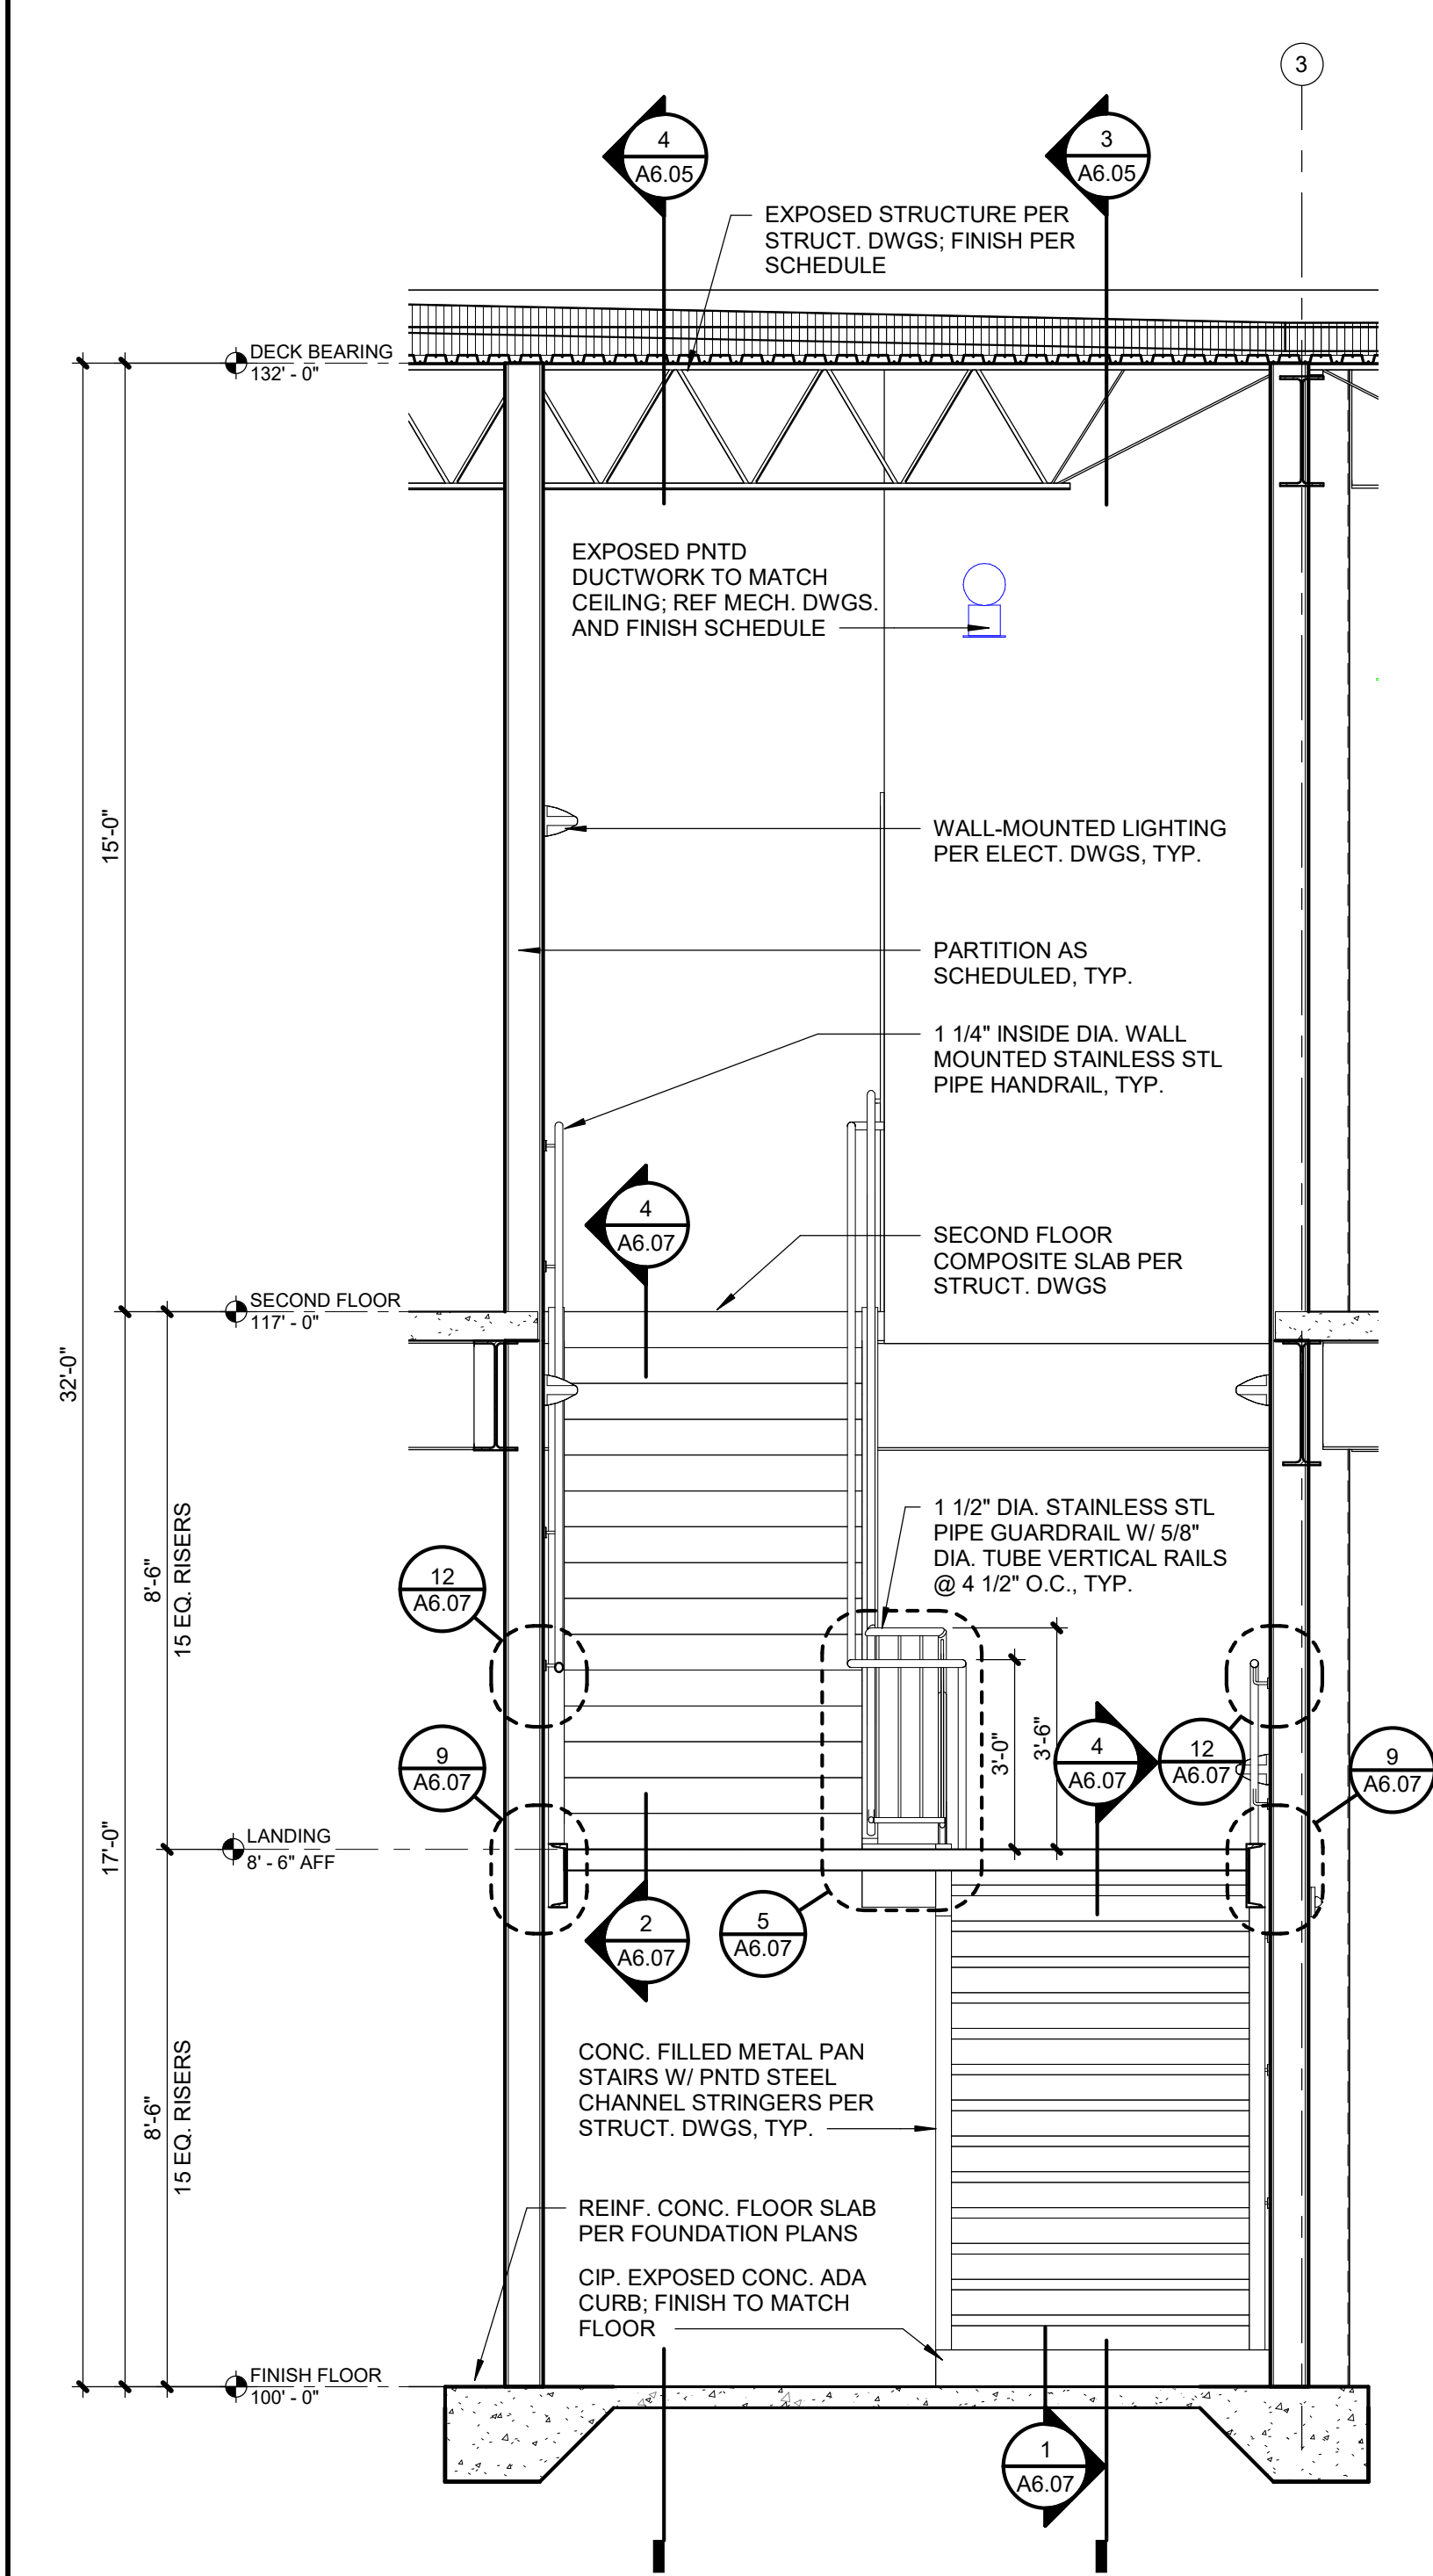 3
4
A6.05
3
A6.05
EXPOSED STRUCTURE PER
STRUCT. DWGS; FINISH PER
SCHEDULE
DECK BEARING
132' - 0"
EXPOSED PNTD
DUCTWORK TO MATCH
CEILING; REF MECH. DWGS.
AND FINISH SCHEDULE
15'-0"
WALL-MOUNTED LIGHTING
PER ELECT. DWGS, TYP.
PARTITION AS
SCHEDULED, TYP.
1 1/4" INSIDE DIA. WALL
MOUNTED STAINLESS STL
PIPE HANDRAIL, TYP.
4
A6.07
SECOND FLOOR
COMPOSITE SLAB PER
STRUCT. DWGS
SECOND FLOOR
117' - 0"
32'-0"
1 1/2" DIA. STAINLESS STL
PIPE GUARDRAIL W/ 5/8"
DIA. TUBE VERTICAL RAILS
@ 4 1/2" O.C., TYP.
8'-6"
15 EQ. RISERS
12
A6.07
9
A6.07
3'-0"
3'-6"
4
A6.07
12
A6.07
9
A6.07
17'-0"
LANDING
8' - 6" AFF
2
A6.07
5
A6.07
8'-6"
15 EQ. RISERS
CONC. FILLED METAL PAN
STAIRS W/ PNTD STEEL
CHANNEL STRINGERS PER
STRUCT. DWGS, TYP.
REINF. CONC. FLOOR SLAB
PER FOUNDATION PLANS
CIP. EXPOSED CONC. ADA
CURB; FINISH TO MATCH
FLOOR
FINISH FLOOR
100' - 0"
1
A6.07